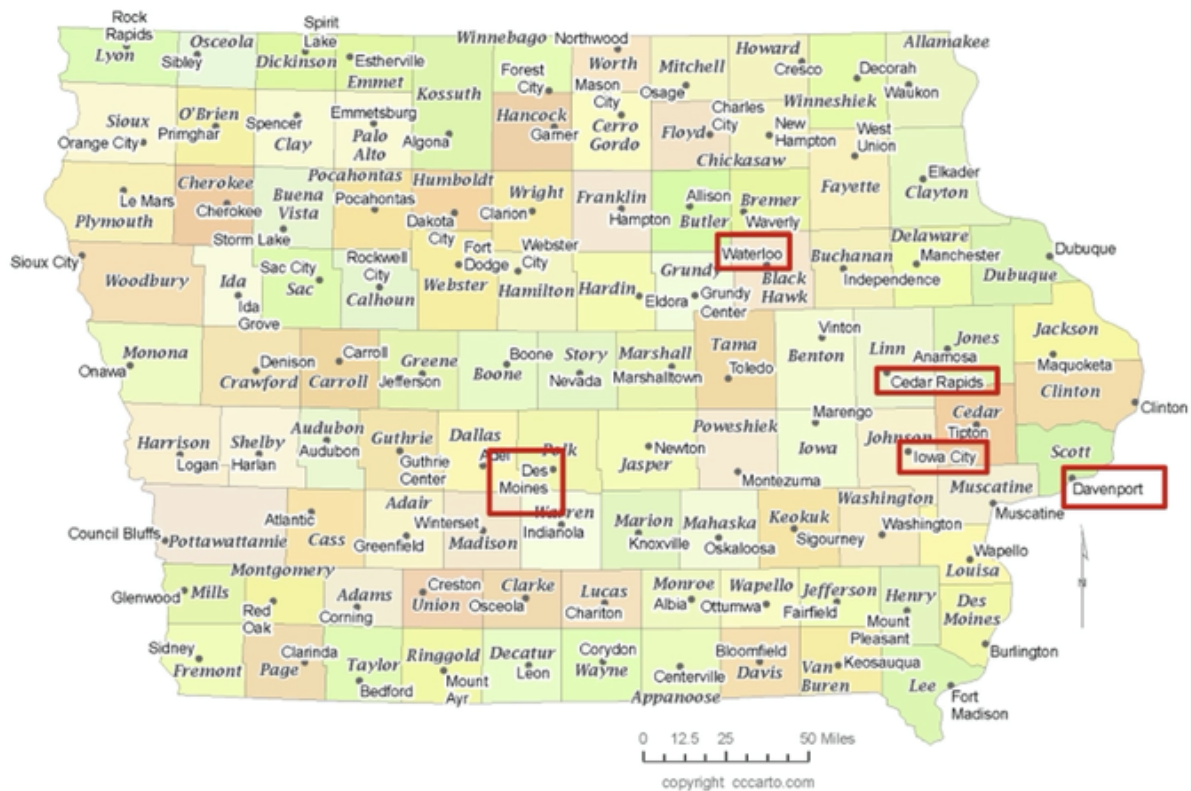 Rock
Rapids
Lyon
Osceola
Sibley
Spirit
Lake
Dickinson
Estherville
Emmet
Winnebago
Forest
City
Northwood
Worth
Mitchell
Osage
Howard
Cresco
Decorah
Winneshiek
Allamakee
Waukon
Sioux
Orange City
O'Brien
Primghar
Spencer
Clay
Emmetsburg
Palo
Alto
Kossuth
Algona
Hancock
Garner
Mason
City
Cerro
Gordo
Floyd
Charles
City
New
Hampton
Chickasaw
West
Union
Fayette
Elkader
Clayton
Le Mars
Plymouth
Cherokee
Cherokee
Buena
Vista
Storm Lake
Pocahontas
Pocahontas
Humboldt
Dakota
City
Wright
Clarion
Franklin
Hampton
Allison
Butler
Bremer
Waverly
Sioux City
Woodbury
Ida
Ida
Grove
Sac City
Sac
Rockwell
City
Calhoun
Fort
Dodge
Webster
Webster
City
Hamilton
Hardin
Eldora
Grundy
Grundy
Center
Waterloo
Black
Hawk
Buchanan
Independence
Delaware
Manchester
Dubuque
Dubuque
Monona
Onawa
Denison
Crawford
Carroll
Carroll
Greene
Jefferson
Boone
Boone
Story
Nevada
Marshall
Marshalltown
Tama
Toledo
Vinton
Benton
Linn
Cedar Rapids
Jones
Anamosa
Jackson
Maquoketa
Clinton
Clinton
Harrison
Logan
Shelby
Harlan
Audubon
Audubon
Guthrie
Guthrie
Center
Dallas
Adel
Polk
Des
Moines
Jasper
Newton
Poweshiek
Montezuma
Marengo
Iowa
Johnson
Iowa City
Cedar
Tipton
Scott
Davenport
Muscatine
Muscatine
Council Bluffs
Pottawattamie
Atlantic
Cass
Adair
Greenfield
Winterset
Madison
Warren
Indianola
Marion
Knoxville
Mahaska
Oskaloosa
Keokuk
Sigourney
Washington
Washington
Wapello
Louisa
Glenwood
Mills
Montgomery
Red
Oak
Adams
Corning
Creston
Union
Clarke
Osceola
Lucas
Chariton
Monroe
Albia
Wapello
Ottumwa
Jefferson
Fairfield
Henry
Mount
Pleasant
Des
Moines
Burlington
Sidney
Fremont
Clarinda
Page
Taylor
Bedford
Ringgold
Mount
Ayr
Decatur
Leon
Corydon
Wayne
Centerville
Appanoose
Bloomfield
Davis
Van
Buren
Keosauqua
Lee
Fort
Madison
N
0 12.5 25 50 Miles
copyright cccarto.com